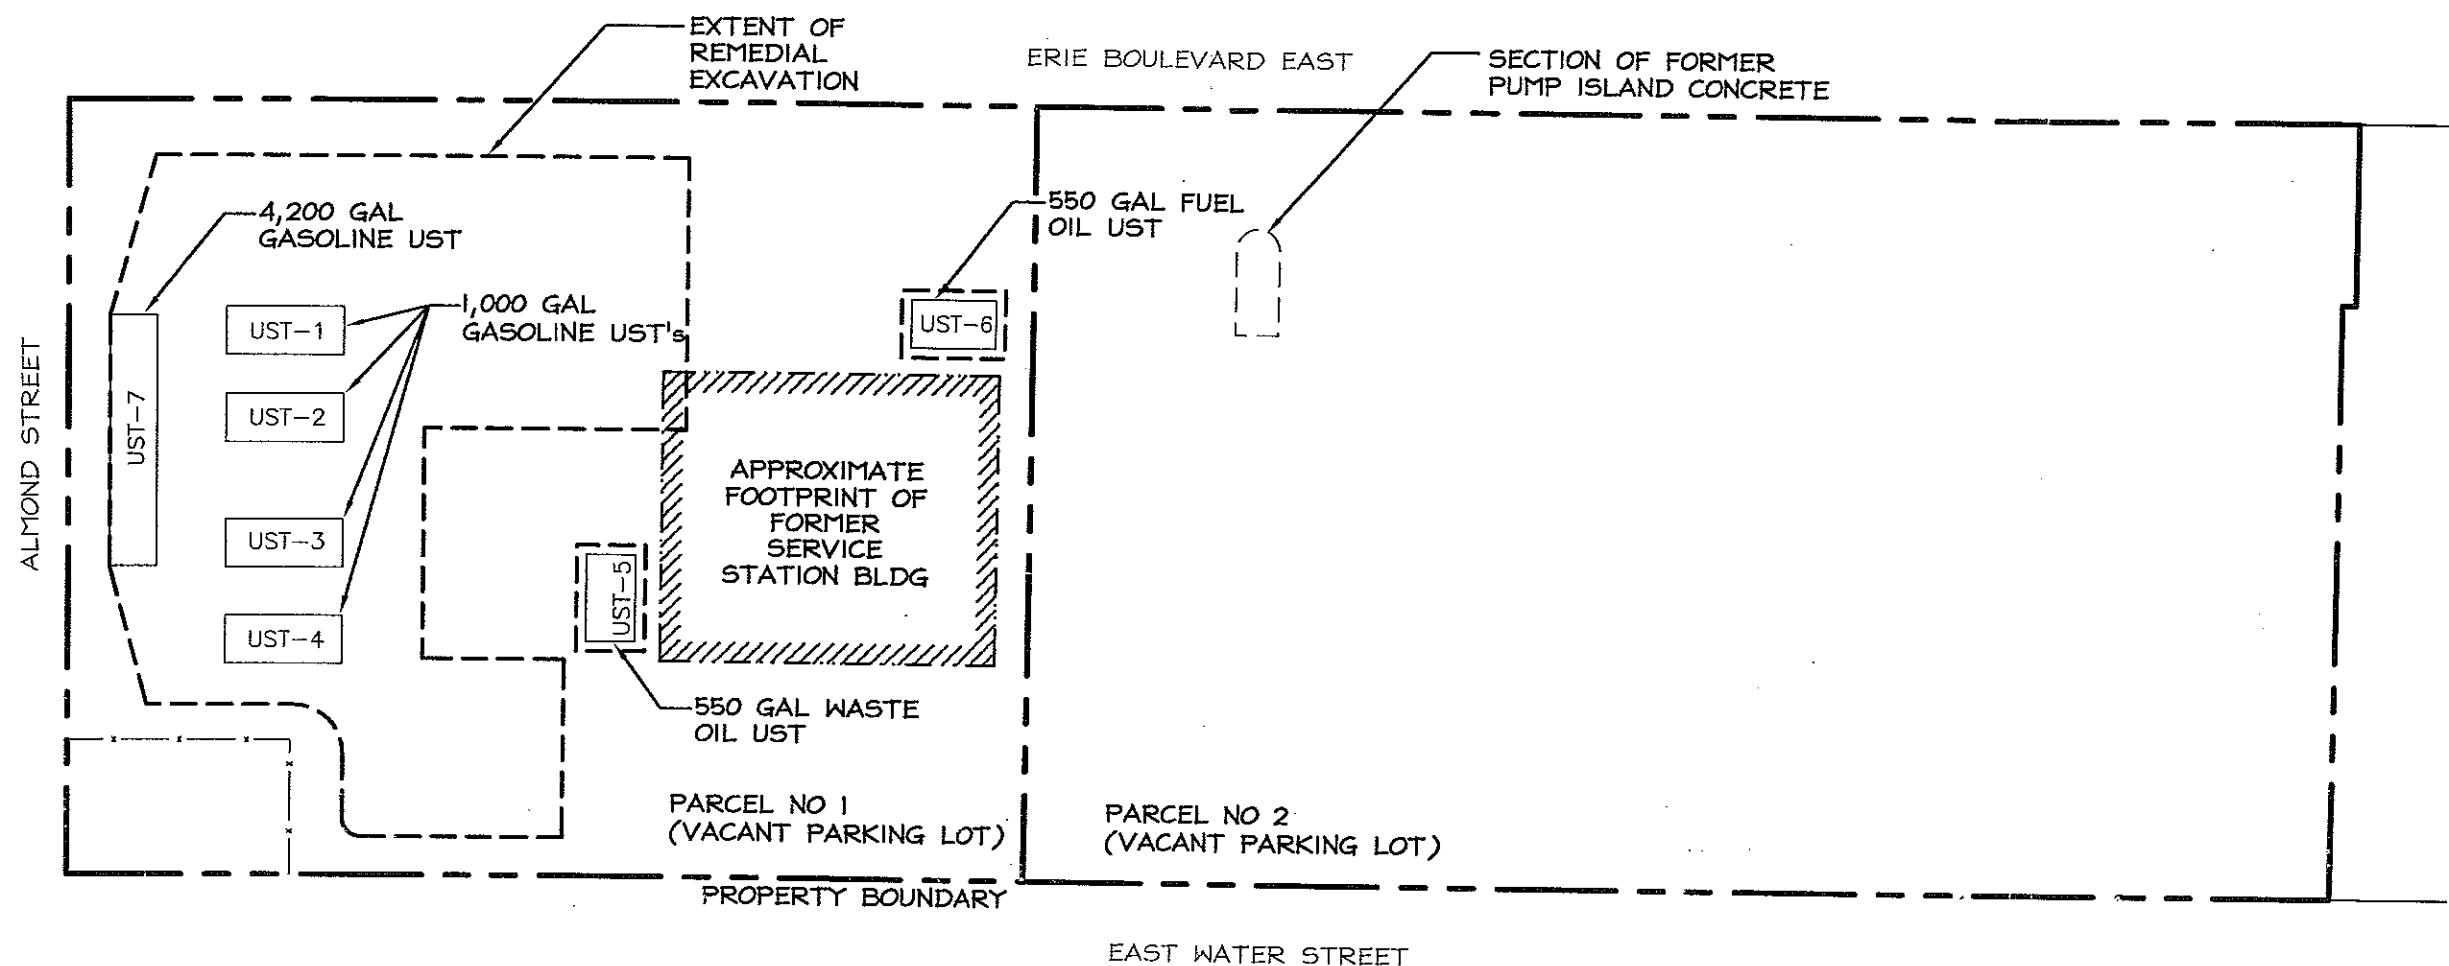 EXTENT OF
REMEDIAL
EXCAVATION
ERIE BOULEVARD EAST
SECTION OF FORMER
PUMP ISLAND CONCRETE
4,200 GAL
GASOLINE UST
550 GAL FUEL
OIL UST
1,000 GAL
GASOLINE UST's
UST-1
UST-2
UST-3
UST-4
UST-7
UST-6
UST-5
ALMOND STREET
APPROXIMATE
FOOTPRINT OF
FORMER
SERVICE
STATION BLDG
550 GAL WASTE
OIL UST
PARCEL NO 1
(VACANT PARKING LOT)
PARCEL NO 2
(VACANT PARKING LOT)
PROPERTY BOUNDARY
EAST WATER STREET